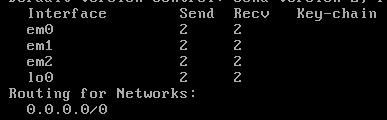 Default version control: send version 2,
Interface Send Recv Key-chain
em0 2 2
em1 2 2
em2 2 2
lo0 2 2
Routing for Networks:
0.0.0.0/0